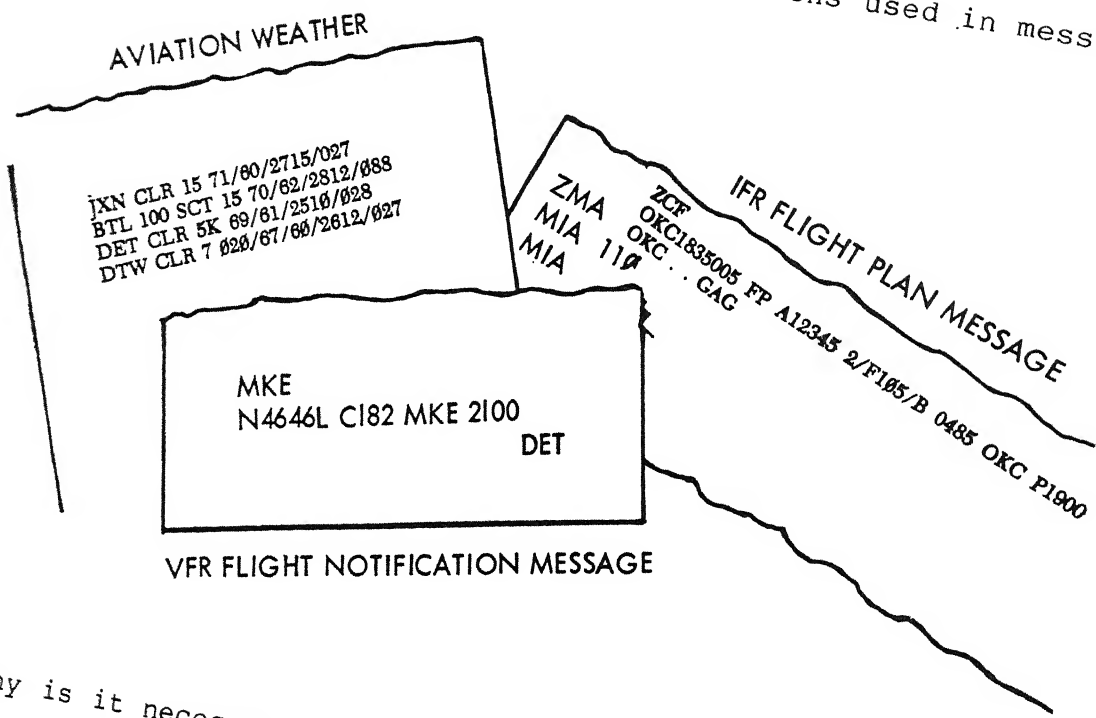 used in mess
AVIATION WEATHER
JXN CLR 15 71/60/2715/027
BTL 100 SCT 15 70/62/2812/Ø88
DET CLR 5K 69/61/251Ø/Ø28
DTW CLR 7 Ø2Ø/67/6Ø/2612/Ø27
IFR FLIGHT PLAN MESSAGE
ZMA ZCF
MIA 11Ø OKC1835005 FP A12345 2/F1Ø5/B 0485 OKC P1900
MIA OKC . . GAG
MKE
N4646L C182 MKE 2100
DET
VFR FLIGHT NOTIFICATION MESSAGE
is it